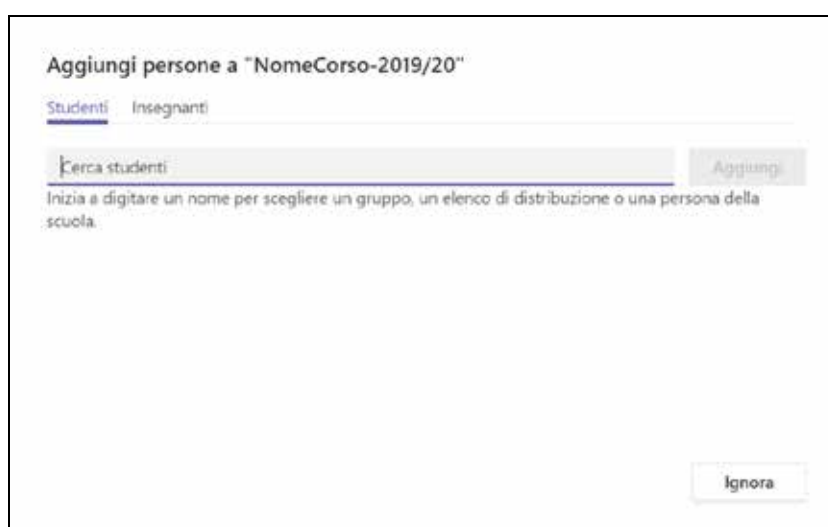 Aggiungi persone a "NomeCorso-2019/20"
Studenti Insegnanti
Cerca studenti Aggiungi
Inizia a digitare un nome per scegliere un gruppo, un elenco di distribuzione o una persona della
scuola.
Ignora